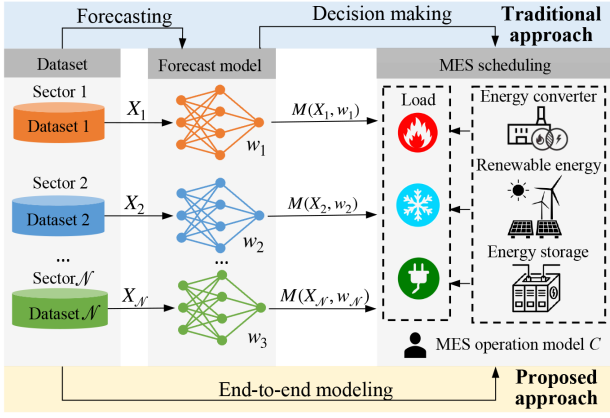 Forecasting
Decision making
Traditional
approach
Dataset
Forecast model
MES scheduling
Sector 1
Dataset 1
X₁
w₁
M(X₁, w₁)
Sector 2
Dataset 2
X₂
w₂
M(X₂, w₂)
...
...
Sector 𝒩
Dataset 𝒩
X𝒩
w₃
M(X𝒩, w𝒩)
Load
Energy converter
Renewable energy
Energy storage
MES operation model C
End-to-end modeling
Proposed
approach